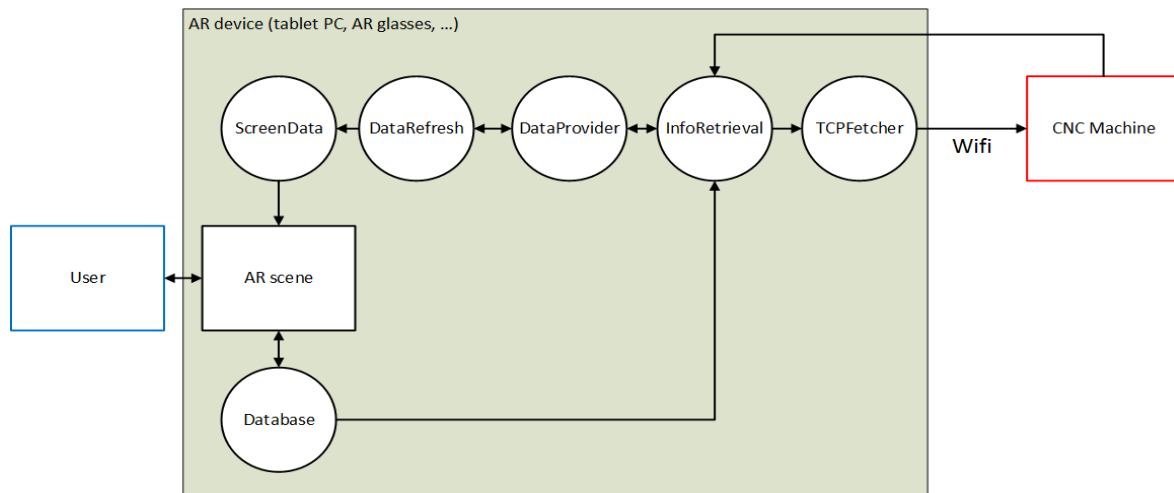 AR device (tablet PC, AR glasses, …)
ScreenData
DataRefresh
DataProvider
InfoRetrieval
TCPFetcher
CNC Machine
Wifi
User
AR scene
Database